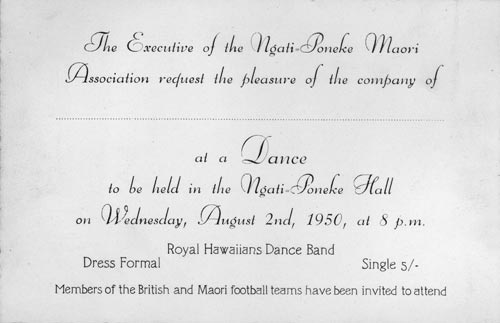 The Executive of the Ngati-Poneke Maori
Association request the pleasure of the company of
at a Dance
to be held in the Ngati-Poneke Hall
on Wednesday, August 2nd, 1950, at 8 p.m.
Royal Hawaiians Dance Band
Dress Formal Single 5/-
Members of the British and Maori football teams have been invited to attend